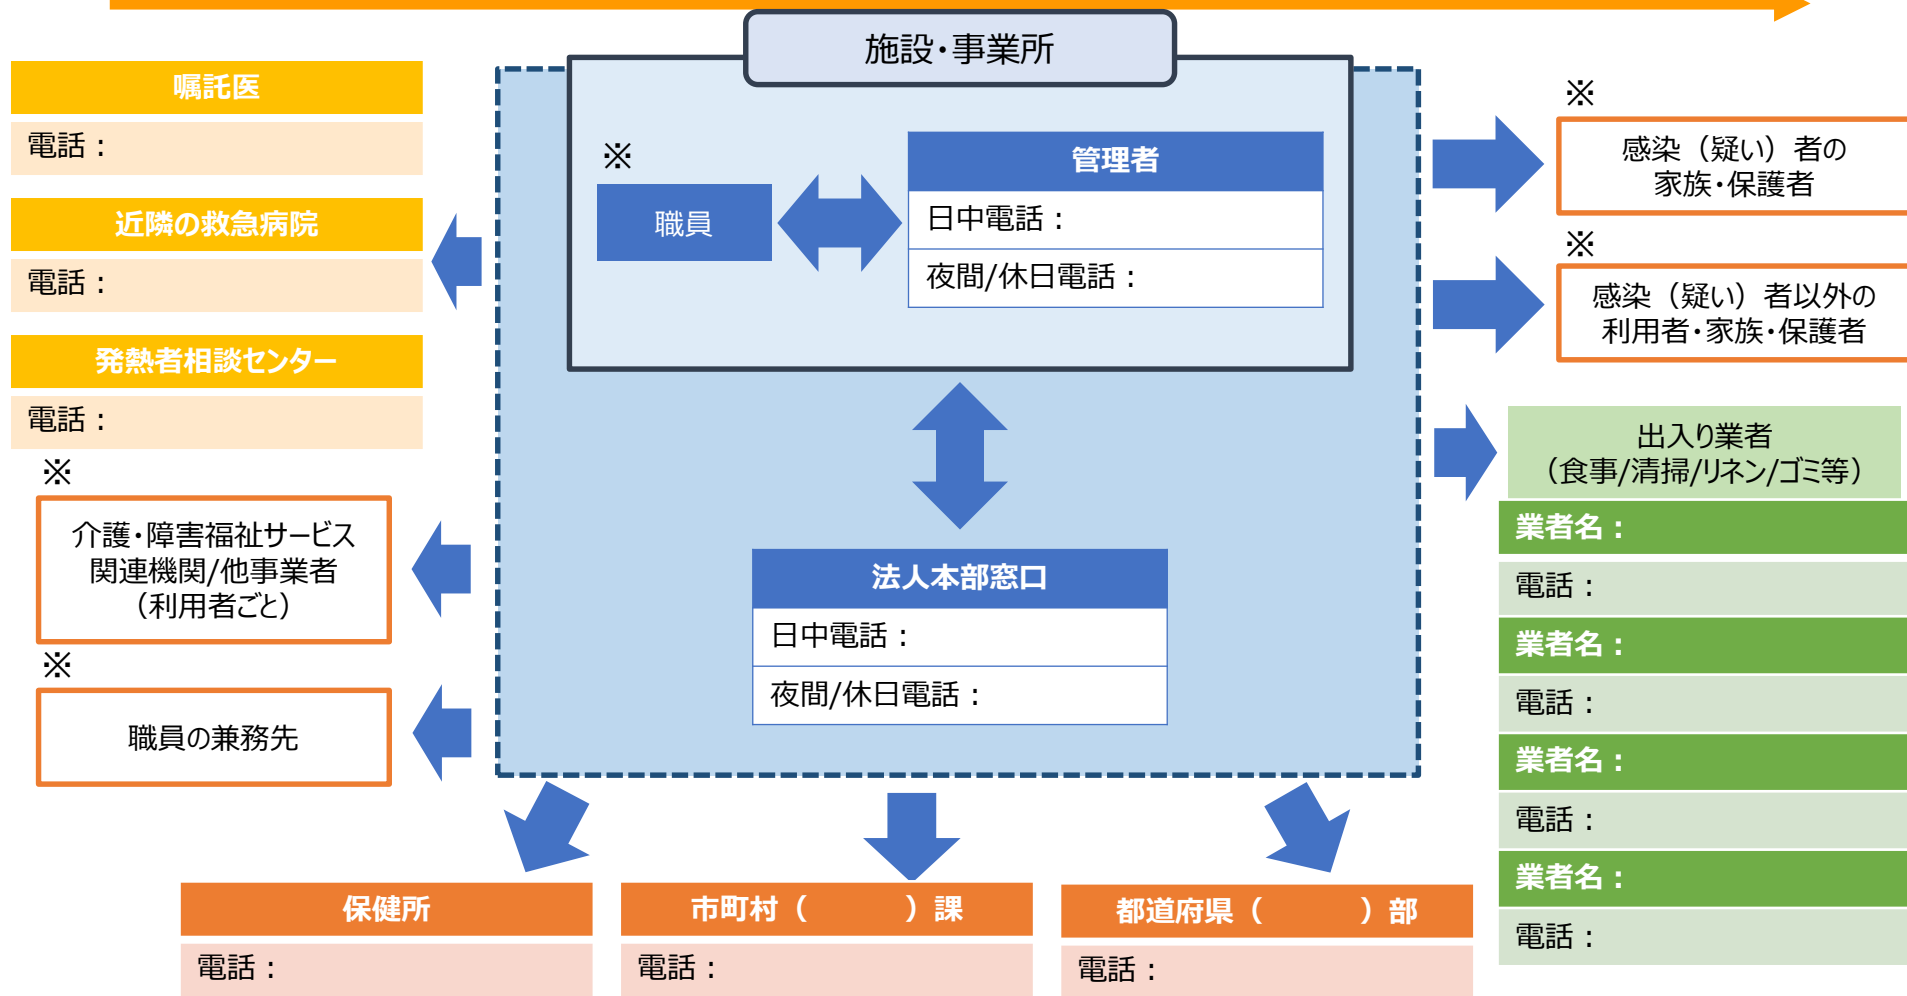 施設・事業所
嘱託医
電話：
近隣の救急病院
電話：
発熱者相談センター
電話：
※
介護・障害福祉サービス
関連機関/他事業者
（利用者ごと）
※
職員の兼務先
※
職員
管理者
日中電話：
夜間/休日電話：
法人本部窓口
日中電話：
夜間/休日電話：
※
感染（疑い）者の
家族・保護者
※
感染（疑い）者以外の
利用者・家族・保護者
出入り業者
（食事/清掃/リネン/ゴミ等）
業者名：
電話：
業者名：
電話：
業者名：
電話：
業者名：
電話：
保健所
電話：
市町村（　　　）課
電話：
都道府県（　　　）部
電話：